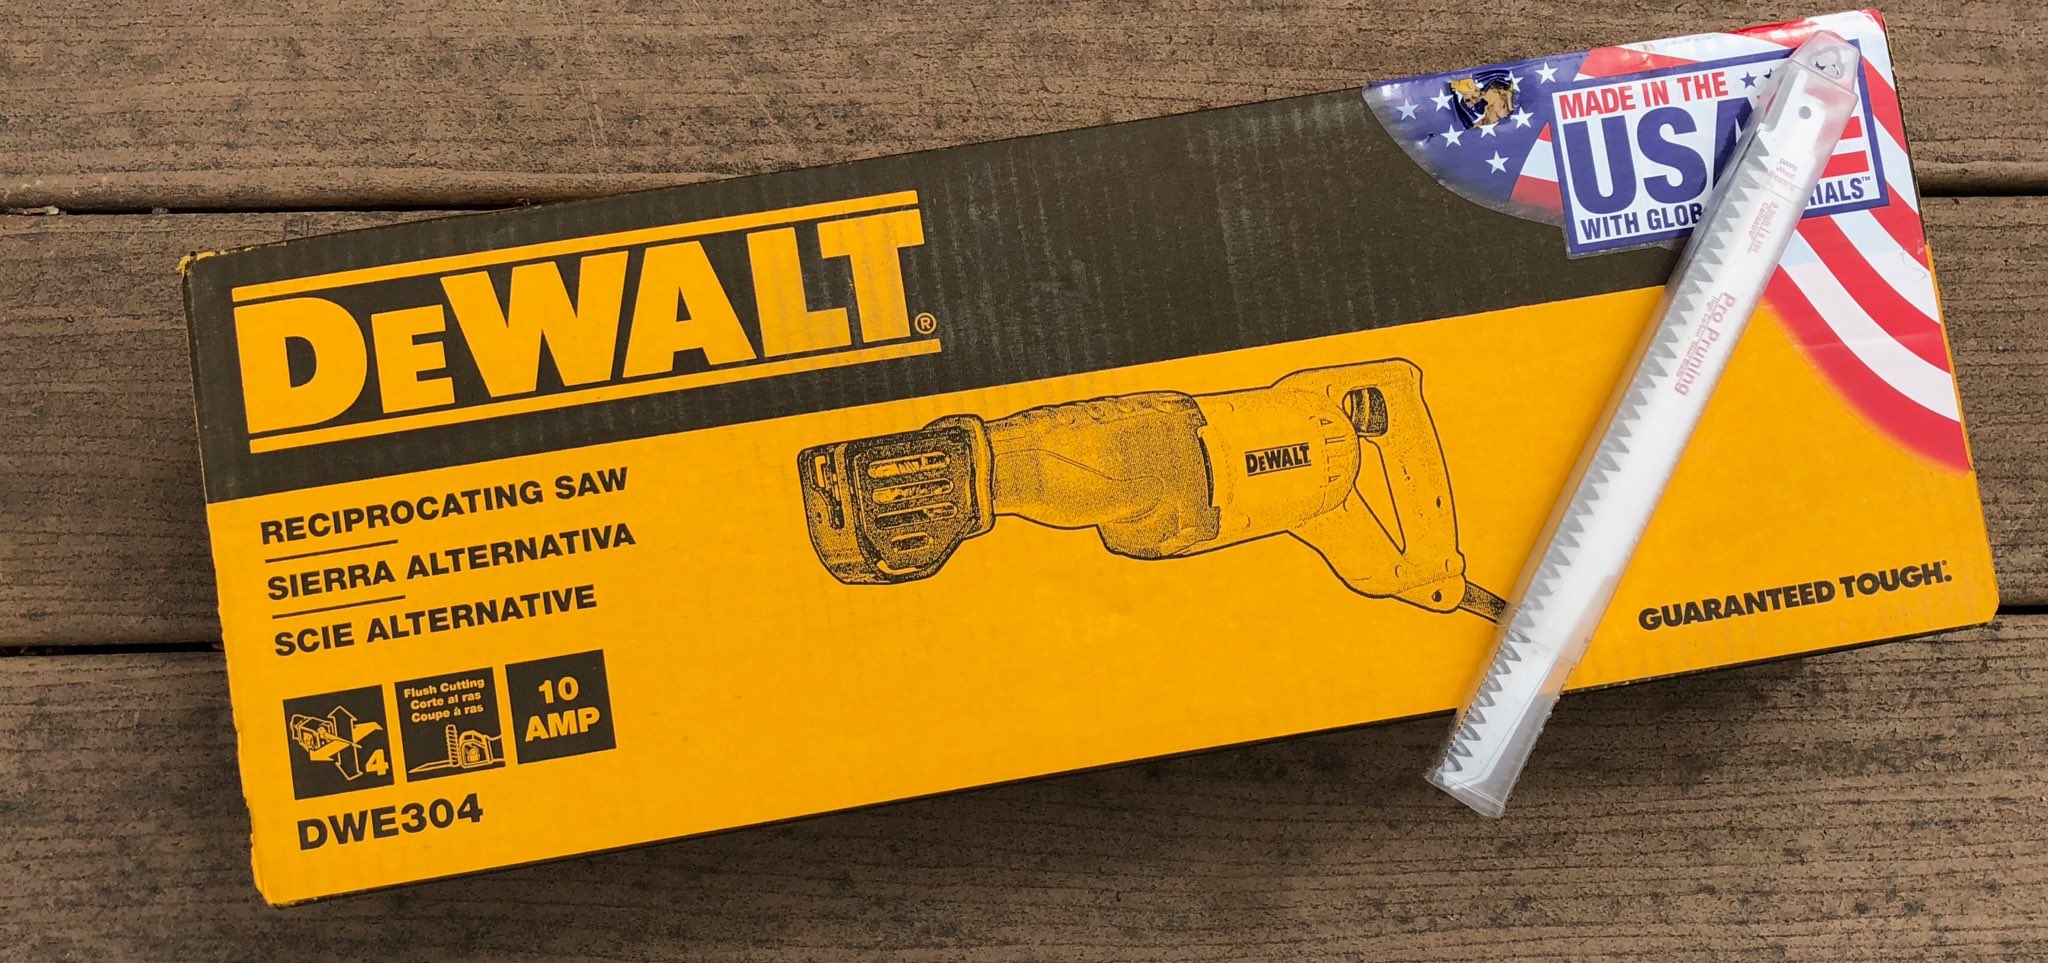 DEWALT®
RECIPROCATING SAW
SIERRA ALTERNATIVA
SCIE ALTERNATIVE
4
Flush Cutting
Corte al ras
Coupe à ras
10
AMP
DWE304
DEWALT
MADE IN THE
USA
WITH GLOB RIALS™
Pro Pruning
GUARANTEED TOUGH.